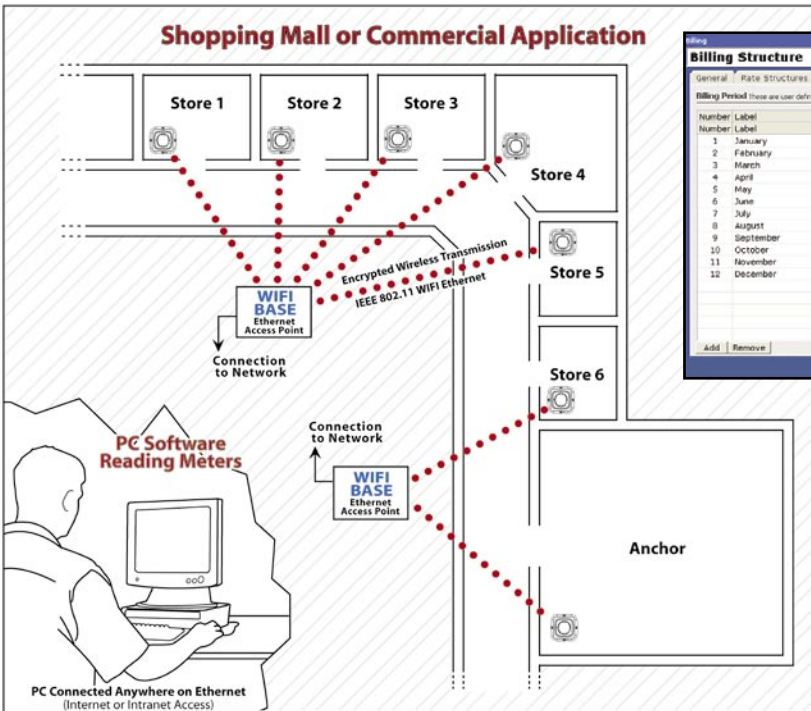 Shopping Mall or Commercial Application
Store 1
Store 2
Store 3
Store 4
Store 5
Store 6
Anchor
Encrypted Wireless Transmission
IEEE 802.11 WIFI Ethernet
WIFI
BASE
Ethernet
Access Point
Connection
to Network
Connection
to Network
WIFI
BASE
Ethernet
Access Point
PC Software
Reading Meters
PC Connected Anywhere on Ethernet
(Internet or Intranet Access)
Billing
Billing Structure
General Rate Structures
Billing Period These are user defin
Number Label
Number Label
1 January
2 February
3 March
4 April
5 May
6 June
7 July
8 August
9 September
10 October
11 November
12 December
Add Remove